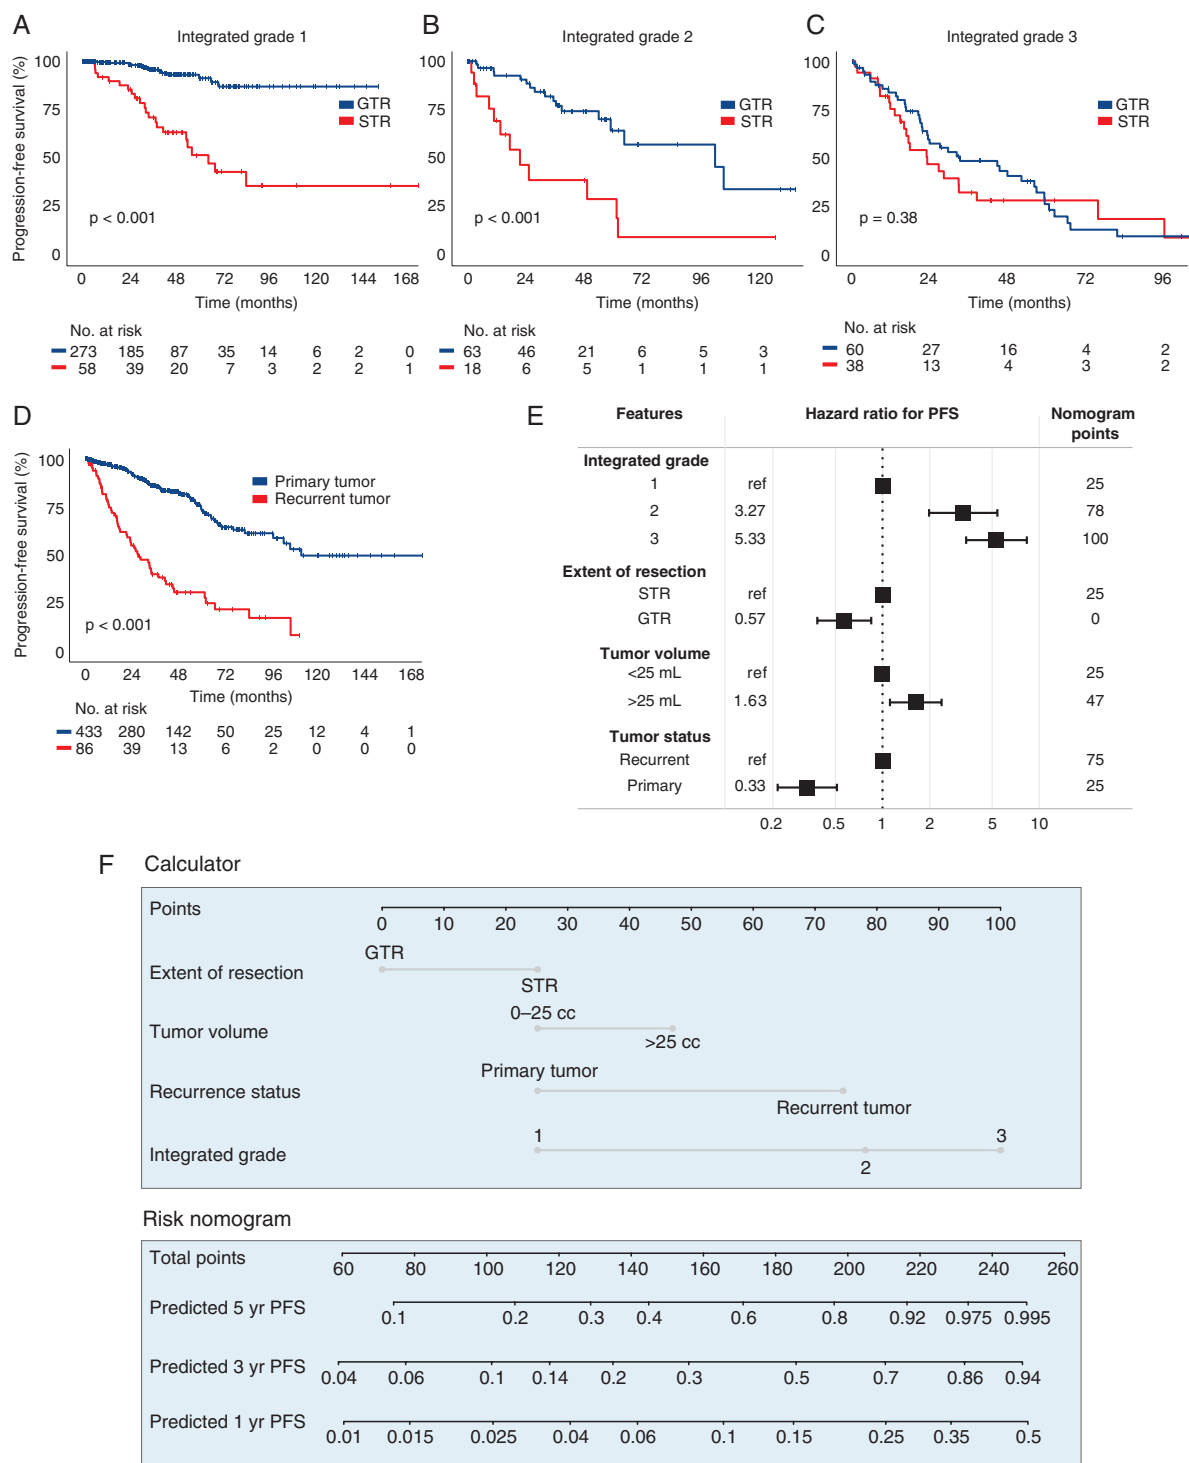 A
Integrated grade 1
Progression-free survival (%)
100
75
50
25
0
GTR
STR
p < 0.001
0 24 48 72 96 120 144 168
Time (months)
No. at risk
273 185 87 35 14 6 2 0
58 39 20 7 3 2 2 1
B
Integrated grade 2
100
75
50
25
0
GTR
STR
p < 0.001
0 24 48 72 96 120
Time (months)
No. at risk
63 46 21 6 5 3
18 6 5 1 1 1
C
Integrated grade 3
100
75
50
25
0
GTR
STR
p = 0.38
0 24 48 72 96
Time (months)
No. at risk
60 27 16 4 2
38 13 4 3 2
D
Progression-free survival (%)
100
75
50
25
0
Primary tumor
Recurrent tumor
p < 0.001
0 24 48 72 96 120 144 168
Time (months)
No. at risk
433 280 142 50 25 12 4 1
86 39 13 6 2 0 0 0
E
Features Hazard ratio for PFS Nomogram points
Integrated grade
1 ref 25
2 3.27 78
3 5.33 100
Extent of resection
STR ref 25
GTR 0.57 0
Tumor volume
<25 mL ref 25
>25 mL 1.63 47
Tumor status
Recurrent ref 75
Primary 0.33 25
0.2 0.5 1 2 5 10
F Calculator
Points
0 10 20 30 40 50 60 70 80 90 100
GTR
Extent of resection
STR
0–25 cc
Tumor volume
>25 cc
Primary tumor
Recurrence status
Recurrent tumor
1 3
Integrated grade
2
Risk nomogram
Total points
60 80 100 120 140 160 180 200 220 240 260
Predicted 5 yr PFS
0.1 0.2 0.3 0.4 0.6 0.8 0.92 0.975 0.995
Predicted 3 yr PFS
0.04 0.06 0.1 0.14 0.2 0.3 0.5 0.7 0.86 0.94
Predicted 1 yr PFS
0.01 0.015 0.025 0.04 0.06 0.1 0.15 0.25 0.35 0.5